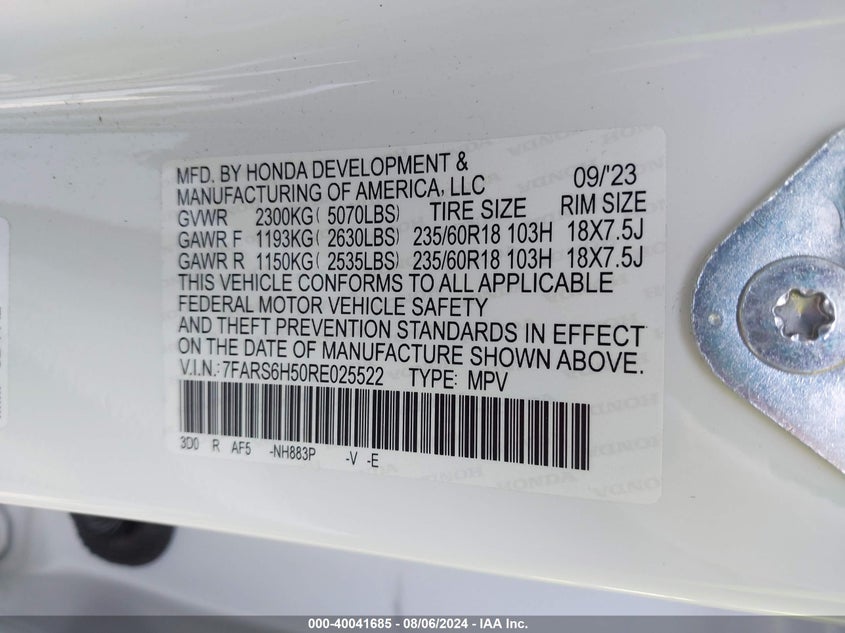 MFD. BY HONDA DEVELOPMENT &
MANUFACTURING OF AMERICA, LLC 09/'23
GVWR 2300KG( 5070LBS) TIRE SIZE RIM SIZE
GAWR F 1193KG( 2630LBS) 235/60R18 103H 18X7.5J
GAWR R 1150KG( 2535LBS) 235/60R18 103H 18X7.5J
THIS VEHICLE CONFORMS TO ALL APPLICABLE
FEDERAL MOTOR VEHICLE SAFETY
AND THEFT PREVENTION STANDARDS IN EFFECT
ON THE DATE OF MANUFACTURE SHOWN ABOVE.
V.I.N.:7FARS6H50RE025522 TYPE: MPV
3D0 R AF5 -NH883P -V -E
HONDA
000-40041685 - 08/06/2024 - IAA Inc.